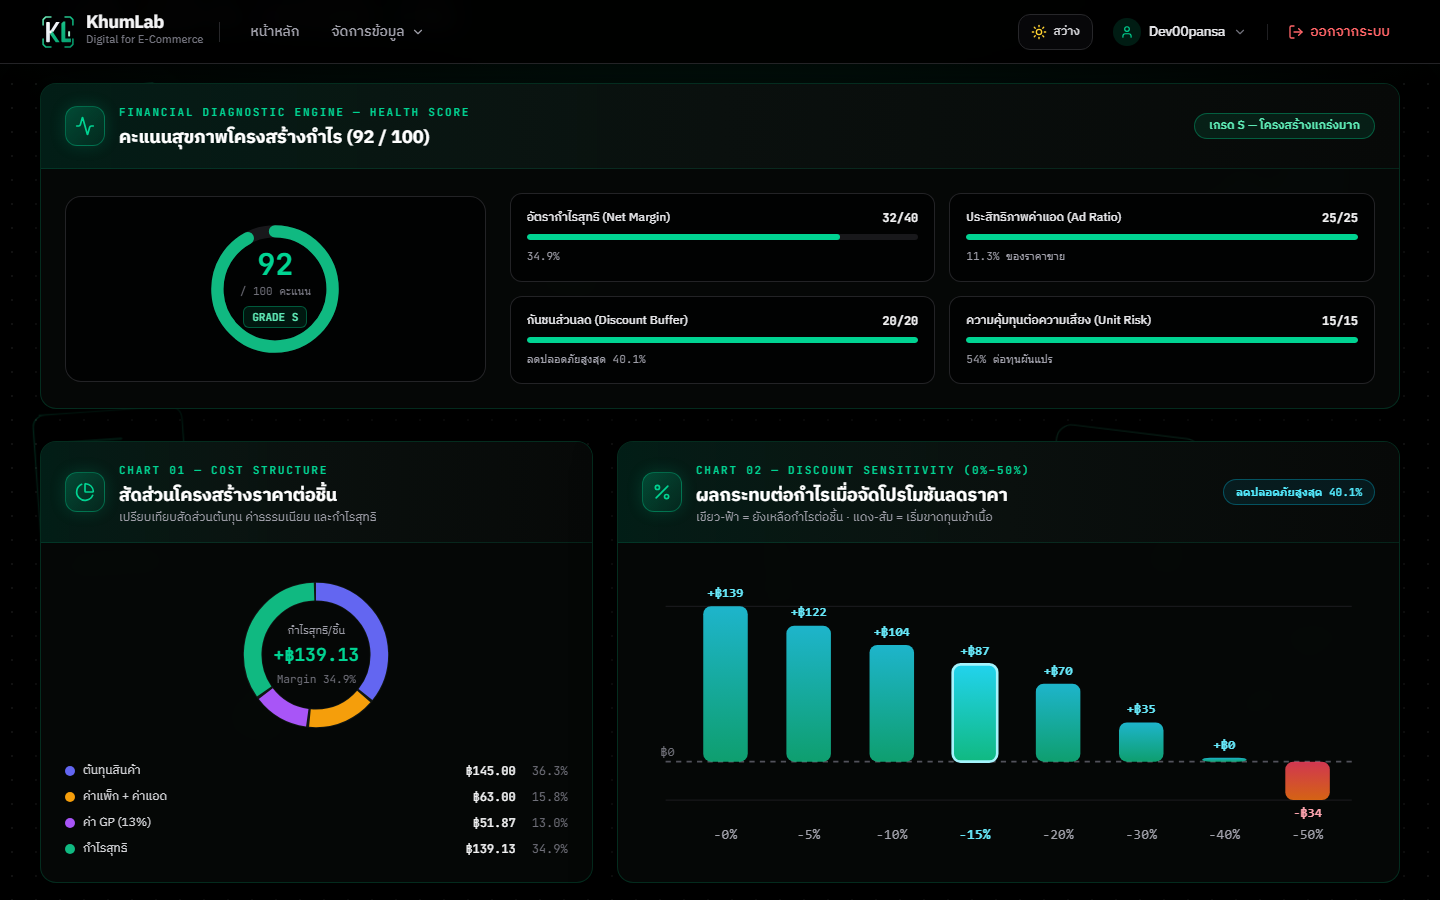 KL
KhumLab
Digital for E-Commerce
หน้าหลัก
จัดการข้อมูล
สว่าง
Dev00pansa
ออกจากระบบ
FINANCIAL DIAGNOSTIC ENGINE — HEALTH SCORE
คะแนนสุขภาพโครงสร้างกำไร (92 / 100)
เกรด S — โครงสร้างแกร่งมาก
92
/ 100 คะแนน
GRADE S
อัตรากำไรสุทธิ (Net Margin) 32/40
34.9%
ประสิทธิภาพค่าแอด (Ad Ratio) 25/25
11.3% ของราคาขาย
กันชนส่วนลด (Discount Buffer) 20/20
ลดปลอดภัยสูงสุด 40.1%
ความคุ้มทุนต่อความเสี่ยง (Unit Risk) 15/15
54% ต่อทุนผันแปร
CHART 01 — COST STRUCTURE
สัดส่วนโครงสร้างราคาต่อชิ้น
เปรียบเทียบสัดส่วนต้นทุน ค่าธรรมเนียม และกำไรสุทธิ
กำไรสุทธิ/ชิ้น
+฿139.13
Margin 34.9%
ต้นทุนสินค้า ฿145.00 36.3%
ค่าแพ็ก + ค่าแอด ฿63.00 15.8%
ค่า GP (13%) ฿51.87 13.0%
กำไรสุทธิ ฿139.13 34.9%
CHART 02 — DISCOUNT SENSITIVITY (0%-50%)
ผลกระทบต่อกำไรเมื่อจัดโปรโมชันลดราคา
เขียว-ฟ้า = ยังเหลือกำไรต่อชิ้น · แดง-ส้ม = เริ่มขาดทุนเข้าเนื้อ
ลดปลอดภัยสูงสุด 40.1%
+฿139
+฿122
+฿104
+฿87
+฿70
+฿35
+฿0
฿0
-฿34
-0% -5% -10% -15% -20% -30% -40% -50%